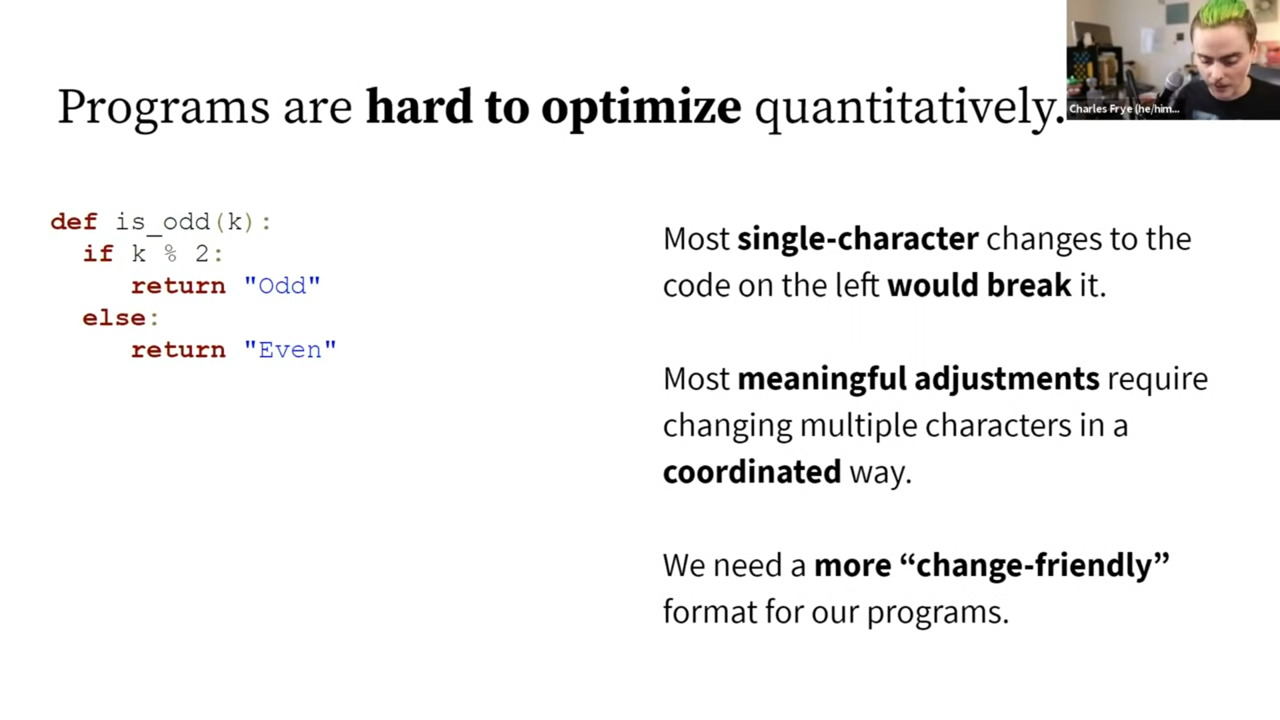 Programs are hard to optimize quantitatively.
Charles Frye (he/him...
def is_odd(k):
  if k % 2:
     return "Odd"
  else:
     return "Even"
Most single-character changes to the
code on the left would break it.
Most meaningful adjustments require
changing multiple characters in a
coordinated way.
We need a more “change-friendly”
format for our programs.